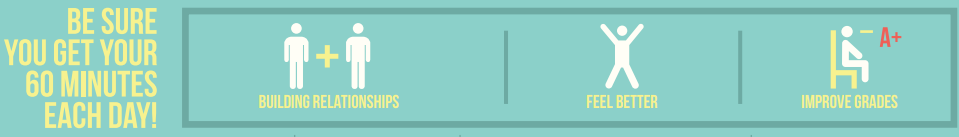 BE SURE
YOU GET YOUR
60 MINUTES
EACH DAY!
BUILDING RELATIONSHIPS
FEEL BETTER
A+
IMPROVE GRADES